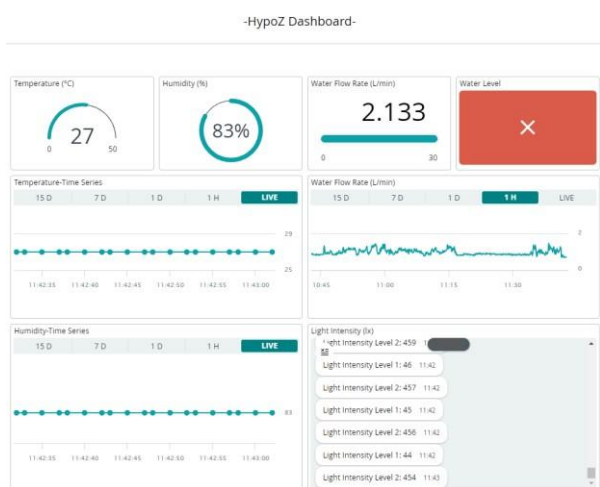 -HypoZ Dashboard-
Temperature (°C)
27
0 50
Humidity (%)
83%
Water Flow Rate (L/min)
2.133
0 30
Water Level
Temperature-Time Series
15 D 7 D 1 D 1 H LIVE
29
25
11:42:35 11:42:40 11:42:45 11:42:50 11:42:55 11:43:00
Water Flow Rate (L/min)
15 D 7 D 1 D 1 H LIVE
2
0
10:45 11:00 11:15 11:30
Humidity-Time Series
15 D 7 D 1 D 1 H LIVE
83
11:42:35 11:42:40 11:42:45 11:42:50 11:42:55 11:43:00
Light Intensity (lx)
Light Intensity Level 2: 459
Light Intensity Level 1: 46 11:42
Light Intensity Level 2: 457 11:42
Light Intensity Level 1: 45 11:42
Light Intensity Level 2: 456 11:42
Light Intensity Level 1: 44 11:42
Light Intensity Level 2: 454 11:43